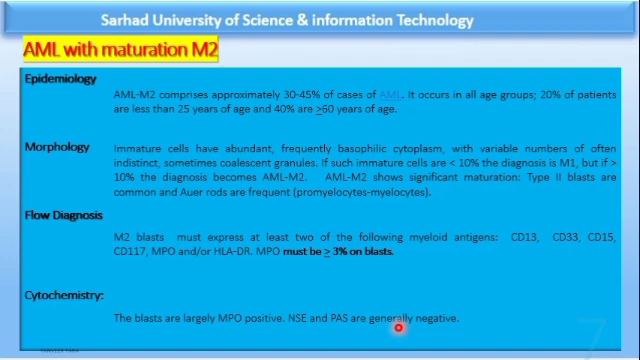 Sarhad University of Science & information Technology
AML with maturation M2
Epidemiology
AML-M2 comprises approximately 30-45% of cases of AML. It occurs in all age groups; 20% of patients
are less than 25 years of age and 40% are >60 years of age.
Morphology
Immature cells have abundant, frequently basophilic cytoplasm, with variable numbers of often
indistinct, sometimes coalescent granules. If such immature cells are < 10% the diagnosis is M1, but if >
10% the diagnosis becomes AML-M2. AML-M2 shows significant maturation: Type II blasts are
common and Auer rods are frequent (promyelocytes-myelocytes).
Flow Diagnosis
M2 blasts must express at least two of the following myeloid antigens: CD13, CD33, CD15,
CD117, MPO and/or HLA-DR. MPO must be > 3% on blasts.
Cytochemistry:
The blasts are largely MPO positive. NSE and PAS are generally negative.
7